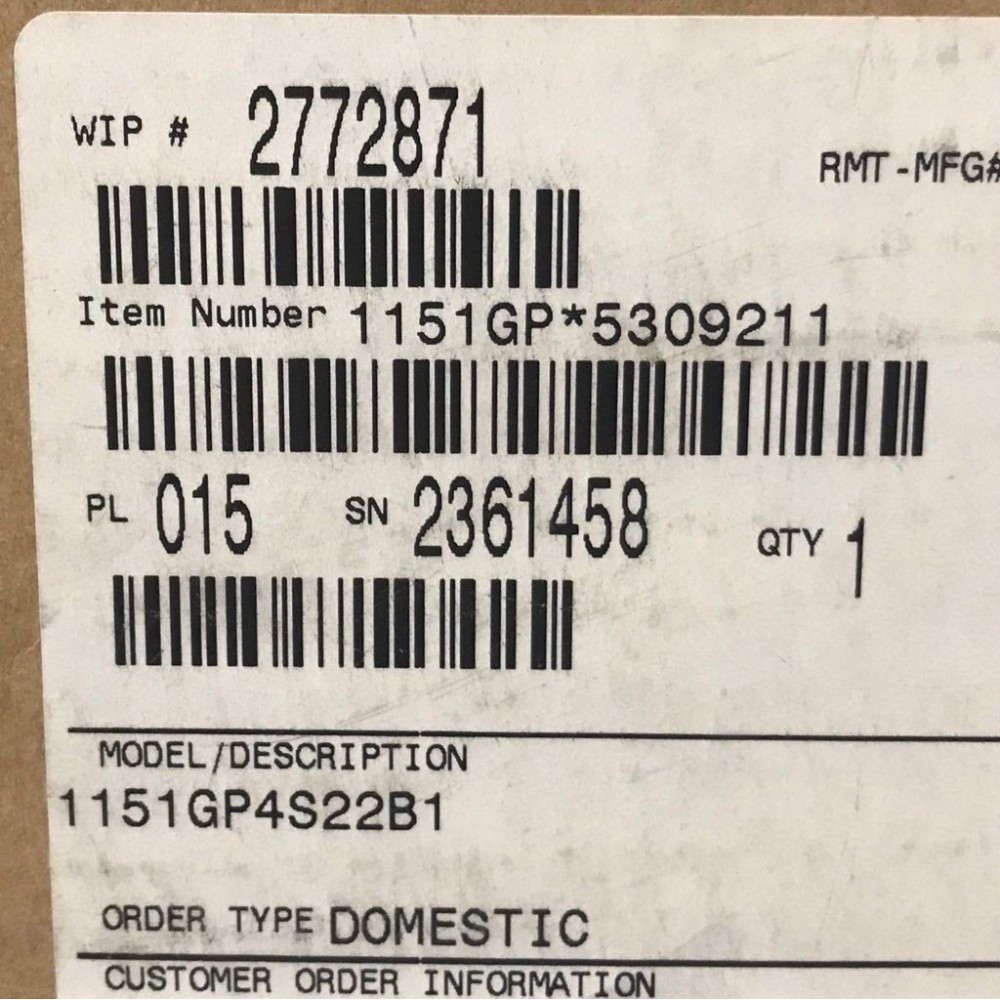 WIP # 2772871
RMT-MFG#
Item Number 1151GP*5309211
PL 015 SN 2361458 QTY 1
MODEL/DESCRIPTION
1151GP4S22B1
ORDER TYPE DOMESTIC
CUSTOMER ORDER INFORMATION